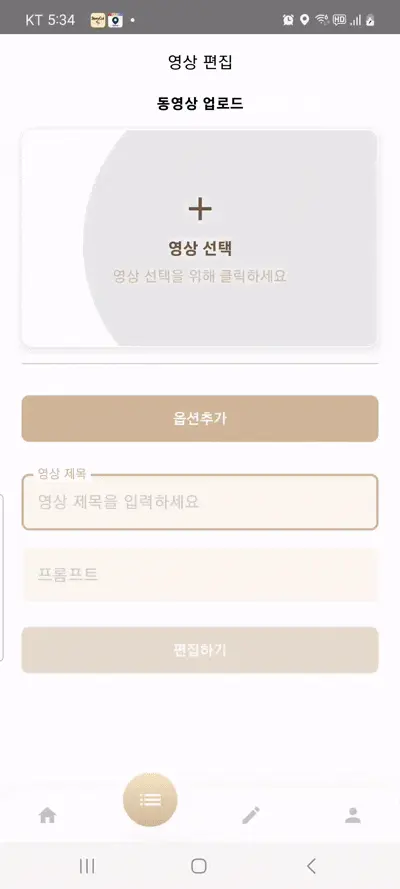 KT 5:34
영상 편집
동영상 업로드
영상 선택
영상 선택을 위해 클릭하세요
옵션추가
영상 제목
영상 제목을 입력하세요
프롬프트
편집하기